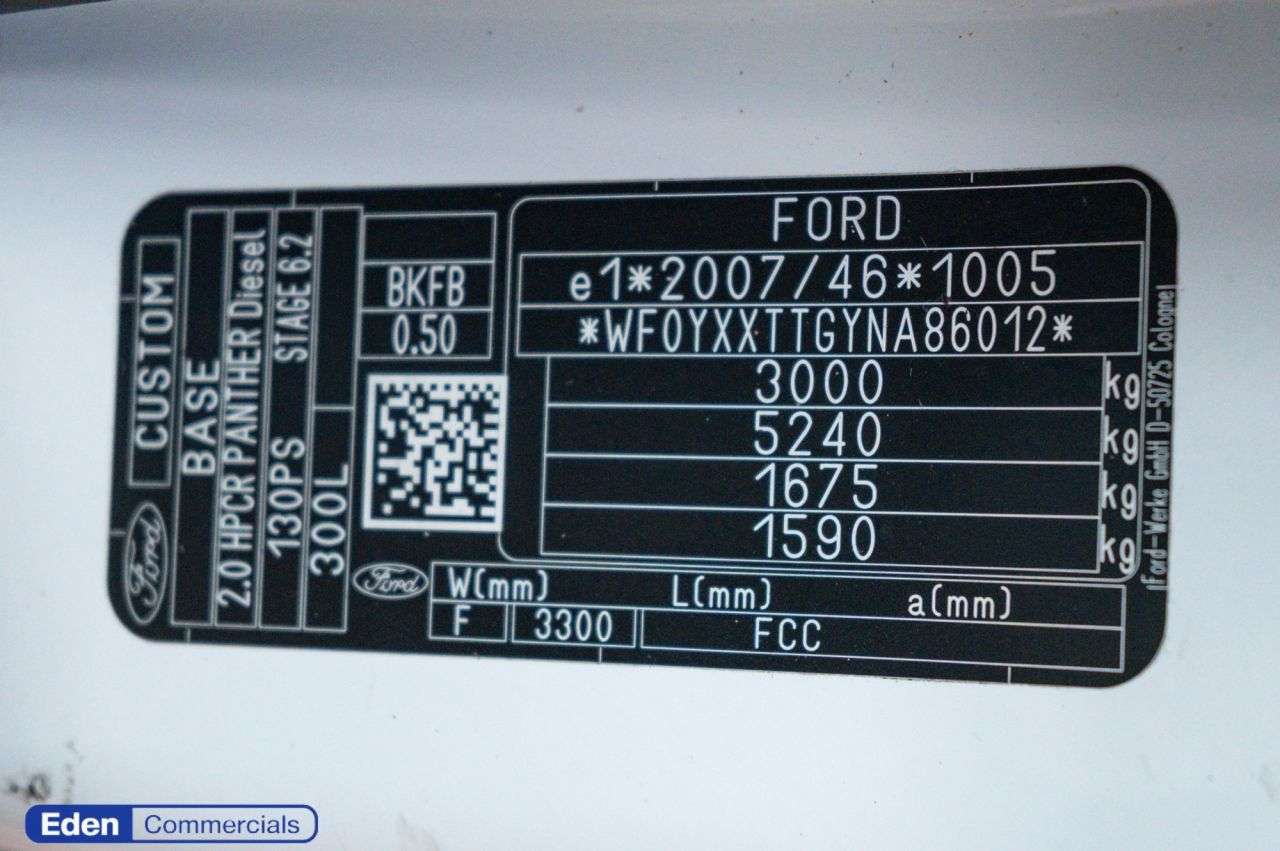 FORD
e1*2007/46*1005
*WF0YXXTTGYNA86012*
3000 kg
5240 kg
1675 kg
1590 kg
Ford-Werke GmbH D-50725 Cologne
BKFB
0.50
Ford
CUSTOM
BASE
2.0 HPCR PANTHER Diesel
130PS STAGE 6.2
300L
Ford
W(mm) L(mm) a(mm)
F 3300 FCC
Eden Commercials